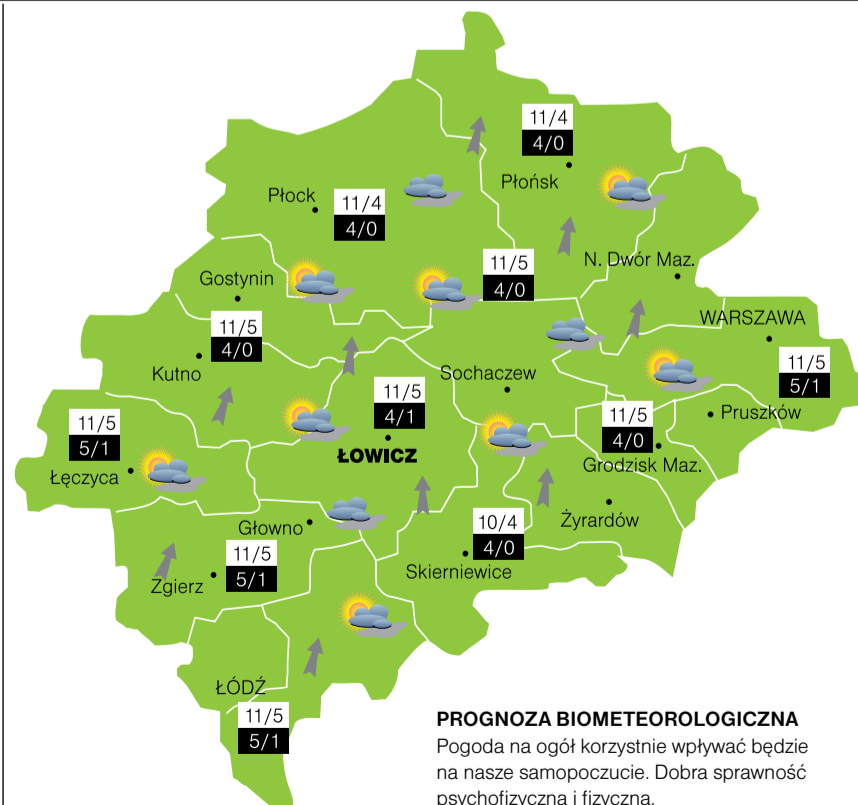 11/4
4/0
Płońsk
Płock
11/4
4/0
N. Dwór Maz.
11/5
4/0
Gostynin
WARSZAWA
11/5
4/0
11/5
5/1
Kutno
Sochaczew
11/5
4/1
ŁOWICZ
11/5
4/0
Pruszków
Grodzisk Maz.
11/5
5/1
Łęczyca
Żyrardów
Głowno
10/4
4/0
Skierniewice
11/5
5/1
Zgierz
ŁÓDŹ
11/5
5/1
PROGNOZA BIOMETEOROLOGICZNA
Pogoda na ogół korzystnie wpływać będzie
na nasze samopoczucie. Dobra sprawność
psychofizyczna i fizyczna.